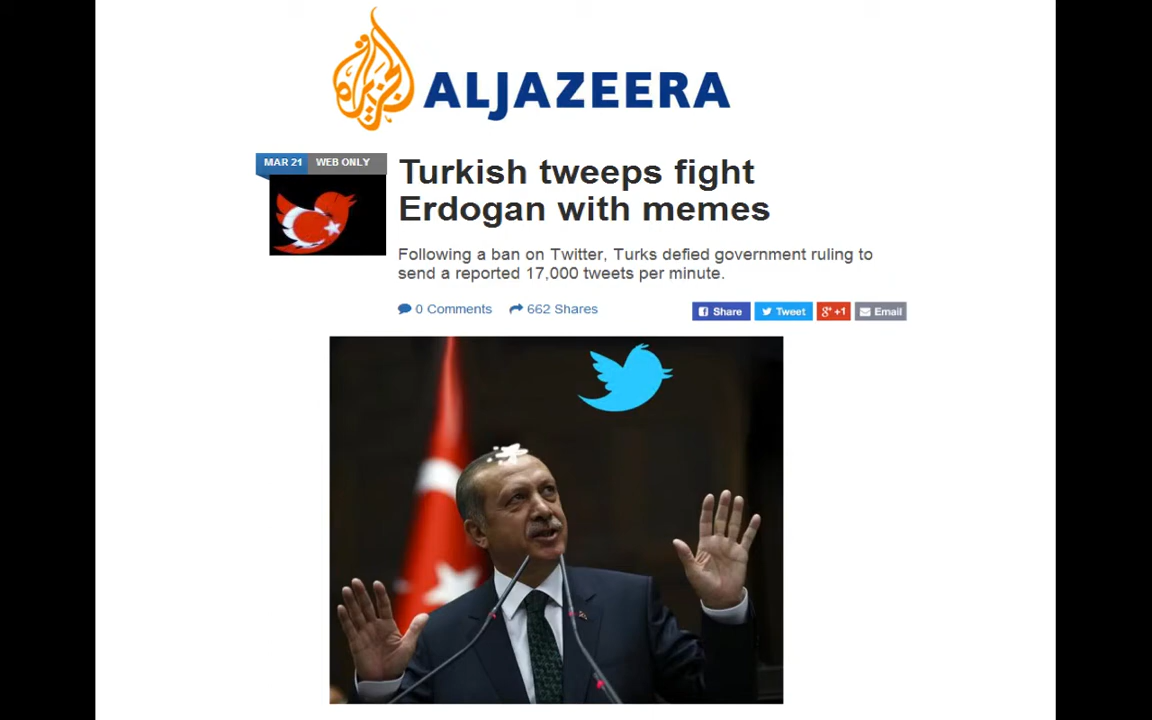 ALJAZEERA
MAR 21 WEB ONLY
Turkish tweeps fight
Erdogan with memes
Following a ban on Twitter, Turks defied government ruling to
send a reported 17,000 tweets per minute.
0 Comments 662 Shares
Share Tweet g+ +1 Email